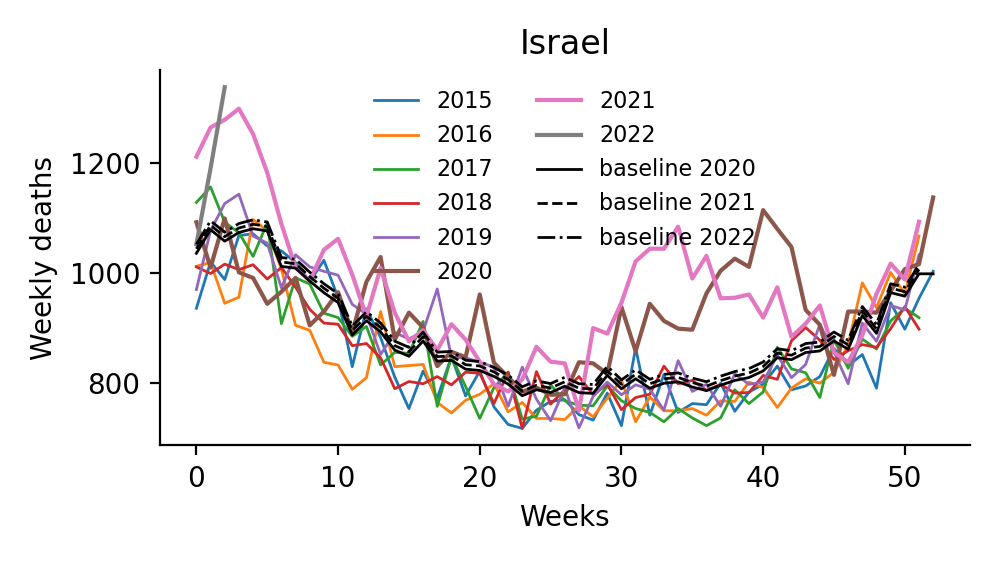 Israel
2015
2016
2017
2018
2019
2020
2021
2022
baseline 2020
baseline 2021
baseline 2022
Weekly deaths
1200
1000
800
0 10 20 30 40 50
Weeks